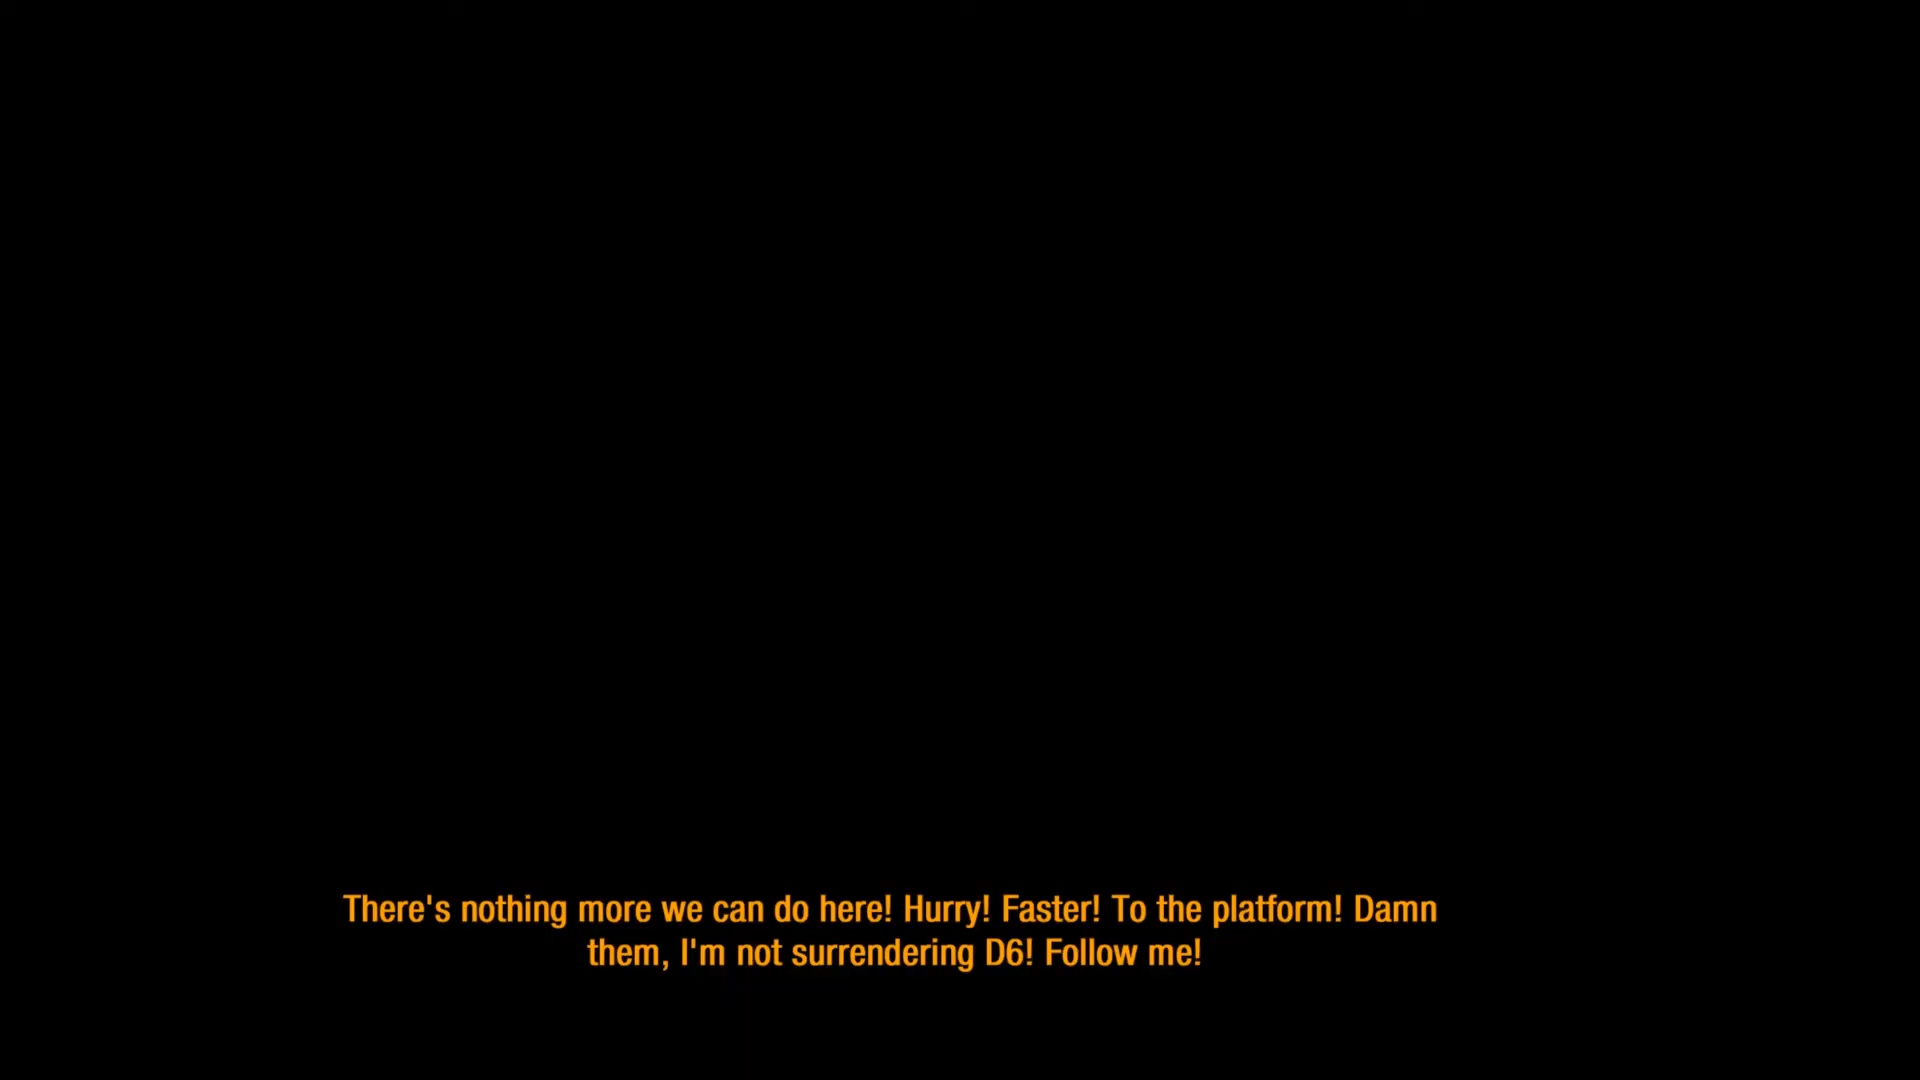 There's nothing more we can do here! Hurry! Faster! To the platform! Damn
them, I'm not surrendering D6! Follow me!